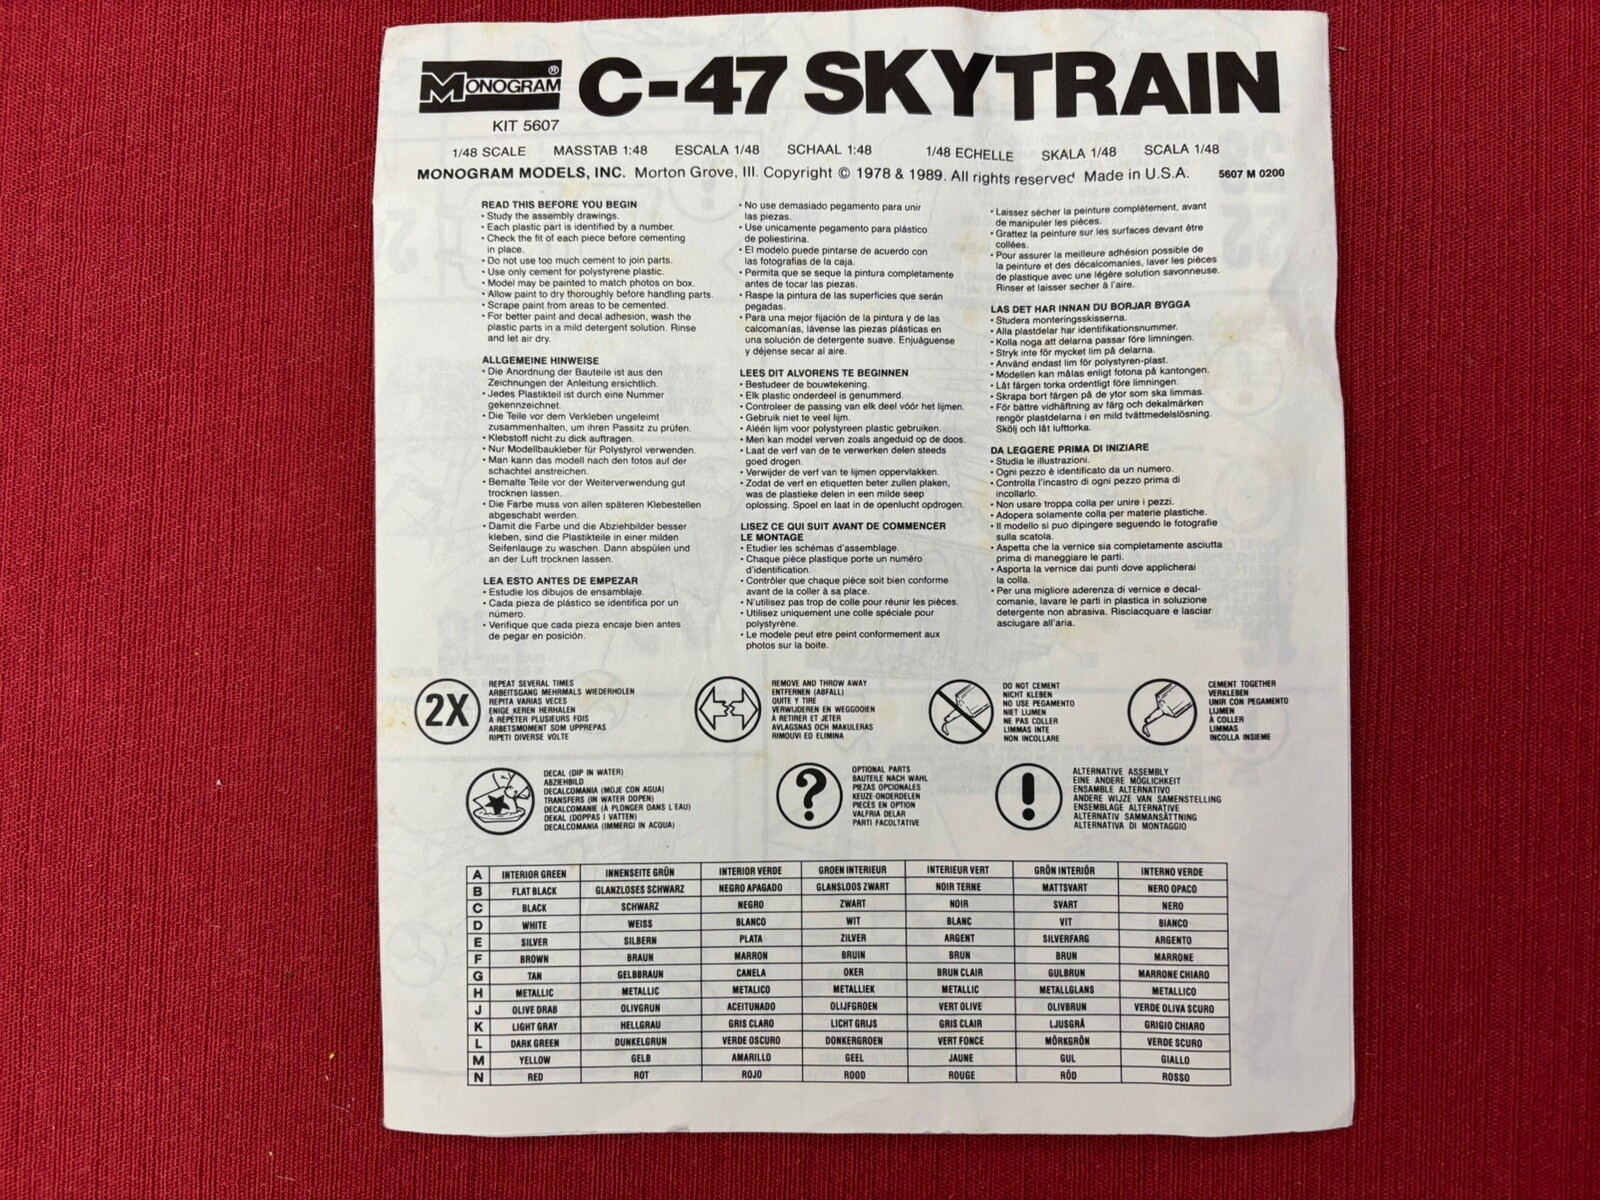 MONOGRAM®
C-47 SKYTRAIN
KIT 5607
1/48 SCALE MASSTAB 1:48 ESCALA 1/48 SCHAAL 1:48 1/48 ECHELLE SKALA 1/48 SCALA 1/48
MONOGRAM MODELS, INC. Morton Grove, Ill. Copyright © 1978 & 1989. All rights reserved Made in U.S.A. 5607 M 0200
READ THIS BEFORE YOU BEGIN
• Study the assembly drawings.
• Each plastic part is identified by a number.
• Check the fit of each piece before cementing
in place.
• Do not use too much cement to join parts.
• Use only cement for polystyrene plastic.
• Model may be painted to match photos on box.
• Allow paint to dry thoroughly before handling parts.
• Scrape paint from areas to be cemented.
• For better paint and decal adhesion, wash the
plastic parts in a mild detergent solution. Rinse
and let air dry.
ALLGEMEINE HINWEISE
• Die Anordnung der Bauteile ist aus den
Zeichnungen der Anleitung ersichtlich.
• Jedes Plastikteil ist durch eine Nummer
gekennzeichnet.
• Die Teile vor dem Verkleben ungeleimt
zusammenhalten, um ihren Passitz zu prüfen.
• Klebstoff nicht zu dick auftragen.
• Nur Modellbaukleber für Polystyrol verwenden.
• Man kann das modell nach den fotos auf der
schachtel anstreichen.
• Bemalte Teile vor der Weiterverwendung gut
trocknen lassen.
• Die Farbe muss von allen späteren Klebestellen
abgeschabt werden.
• Damit die Farbe und die Abziehbilder besser
kleben, sind die Plastikteile in einer milden
Seifenlauge zu waschen. Dann abspülen und
an der Luft trocknen lassen.
LEA ESTO ANTES DE EMPEZAR
• Estudie los dibujos de ensamblaje.
• Cada pieza de plástico se identifica por un
número.
• Verifique que cada pieza encaje bien antes
de pegar en posición.
• No use demasiado pegamento para unir
las piezas.
• Use unicamente pegamento para plástico
de poliestirina.
• El modelo puede pintarse de acuerdo con
las fotografias de la caja.
• Permita que se seque la pintura completamente
antes de tocar las piezas.
• Raspe la pintura de las superficies que serán
pegadas.
• Para una mejor fijación de la pintura y de las
calcomanías, lávense las piezas plásticas en
una solución de detergente suave. Enjuáguense
y déjense secar al aire.
LEES DIT ALVORENS TE BEGINNEN
• Bestudeer de bouwtekening.
• Elk plastic onderdeel is genummerd.
• Controleer de passing van elk deel vóór het lijmen.
• Gebruik niet te veel lijm.
• Aléén lijm voor polystyreen plastic gebruiken.
• Men kan model verven zoals angeduid op de doos.
• Laat de verf van de te verwerken delen steeds
goed drogen.
• Verwijder de verf van te lijmen oppervlakken.
• Zodat de verf en etiketten beter zullen plaken,
was de plastieke delen in een milde seep
oplossing. Spoel en laat in de openlucht opdrogen.
LISEZ CE QUI SUIT AVANT DE COMMENCER
LE MONTAGE
• Etudier les schémas d'assemblage.
• Chaque pièce plastique porte un numéro
d'identification.
• Contrôler que chaque pièce soit bien conforme
avant de la coller à sa place.
• N'utilisez pas trop de colle pour réunir les pièces.
• Utilisez uniquement une colle spéciale pour
polystyrène.
• Le modele peut etre peint conformement aux
photos sur la boite.
• Laissez sècher la peinture complètement, avant
de manipuler les pièces.
• Grattez la peinture sur les surfaces devant être
collées.
• Pour assurer la meilleure adhésion possible de
la peinture et des décalcomanies, laver les pièces
de plastique avec une légère solution savonneuse.
Rinser et laisser secher à l'aire.
LAS DET HAR INNAN DU BORJAR BYGGA
• Studera monteringsskisserna.
• Alla plastdelar har identifikationsnummer.
• Kolla noga att delarna passar före limningen.
• Stryk inte för mycket lim på delarna.
• Använd endast lim för polystyren-plast.
• Modellen kan målas enligt fotona på kantongen.
• Låt färgen torka ordentligt före limningen.
• Skrapa bort färgen på de ytor som ska limmas.
• För bättre vidhäftning av färg och dekalmärken
rengör plastdelarna i en mild tvättmedelslösning.
Skölj och låt lufttorka.
DA LEGGERE PRIMA DI INIZIARE
• Studia le illustrazioni.
• Ogni pezzo è identificato da un numero.
• Controlla l'incastro di ogni pezzo prima di
incollarlo.
• Non usare troppa colla per unire i pezzi.
• Adopera solamente colla per materie plastiche.
• Il modello si puo dipingere seguendo le fotografie
sulla scatola.
• Aspetta che la vernice sia completamente asciutta
prima di maneggiare le parti.
• Asporta la vernice dai punti dove applicherai
la colla.
• Per una migliore aderenza di vernice e decal-
comanie, lavare le parti in plastica in soluzione
detergente non abrasiva. Risciacquare e lasciar
asciugare all'aria.
2X
REPEAT SEVERAL TIMES
ARBEITSGANG MEHRMALS WIEDERHOLEN
REPITA VARIAS VECES
ENIGE KEREN HERHALEN
À REPÉTER PLUSIEURS FOIS
ARBETSMOMENT SOM UPPREPAS
RIPETI DIVERSE VOLTE
REMOVE AND THROW AWAY
ENTFERNEN (ABFALL)
QUITE Y TIRE
VERWIJDEREN EN WEGGOOIEN
À RETIRER ET JETER
AVLAGSNAS OCH MAKULERAS
RIMOUVI ED ELIMINA
DO NOT CEMENT
NICHT KLEBEN
NO USE PEGAMENTO
NIET LIJMEN
NE PAS COLLER
LIMMAS INTE
NON INCOLLARE
CEMENT TOGETHER
VERKLEBEN
UNIR CON PEGAMENTO
LIJMEN
À COLLER
LIMMAS
INCOLLA INSIEME
DECAL (DIP IN WATER)
ABZIEHBILD
DECALCOMANIA (MOJE CON AGUA)
TRANSFERS (IN WATER DOPEN)
DECALCOMANIE (À PLONGER DANS L'EAU)
DEKAL (DOPPAS I VATTEN)
DECALCOMANIA (IMMERGI IN ACQUA)
?
OPTIONAL PARTS
BAUTEILE NACH WAHL
PIEZAS OPCIONALES
KEUZE-ONDERDELEN
PIECES EN OPTION
VALFRIA DELAR
PARTI FACOLTATIVE
!
ALTERNATIVE ASSEMBLY
EINE ANDERE MÖGLICHKEIT
ENSAMBLE ALTERNATIVO
ANDERE WIJZE VAN SAMENSTELLING
ENSEMBLAGE ALTERNATIVE
ALTERNATIV SAMMANSÄTTNING
ALTERNATIVA DI MONTAGGIO
A INTERIOR GREEN INNENSEITE GRÜN INTERIOR VERDE GROEN INTERIEUR INTERIEUR VERT GRÖN INTERIÖR INTERNO VERDE
B FLAT BLACK GLANZLOSES SCHWARZ NEGRO APAGADO GLANSLOOS ZWART NOIR TERNE MATTSVART NERO OPACO
C BLACK SCHWARZ NEGRO ZWART NOIR SVART NERO
D WHITE WEISS BLANCO WIT BLANC VIT BIANCO
E SILVER SILBERN PLATA ZILVER ARGENT SILVERFARG ARGENTO
F BROWN BRAUN MARRON BRUIN BRUN BRUN MARRONE
G TAN GELBBRAUN CANELA OKER BRUN CLAIR GULBRUN MARRONE CHIARO
H METALLIC METALLIC METALICO METALLIEK METALLIC METALLGLANS METALLICO
J OLIVE DRAB OLIVGRUN ACEITUNADO OLIJFGROEN VERT OLIVE OLIVBRUN VERDE OLIVA SCURO
K LIGHT GRAY HELLGRAU GRIS CLARO LICHT GRIJS GRIS CLAIR LJUSGRÅ GRIGIO CHIARO
L DARK GREEN DUNKELGRUN VERDE OSCURO DONKERGROEN VERT FONCE MÖRKGRÖN VERDE SCURO
M YELLOW GELB AMARILLO GEEL JAUNE GUL GIALLO
N RED ROT ROJO ROOD ROUGE RÖD ROSSO